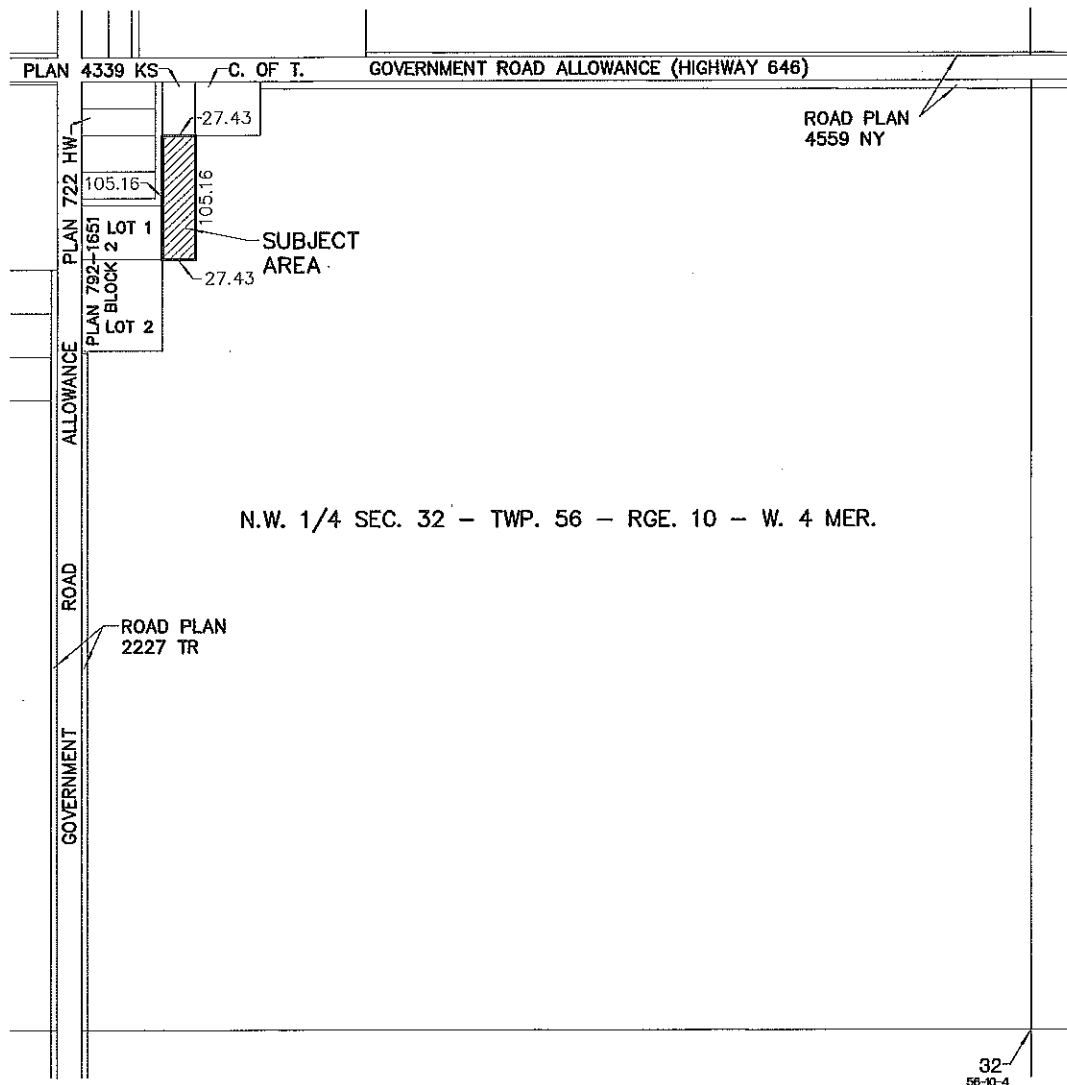 PLAN 4339 KS
C. OF T.
GOVERNMENT ROAD ALLOWANCE (HIGHWAY 646)
ROAD PLAN
4559 NY
27.43
PLAN 722 HW
105.16
105.16
PLAN 792-1651
BLOCK 2
LOT 1
SUBJECT
AREA
27.43
LOT 2
N.W. 1/4 SEC. 32 - TWP. 56 - RGE. 10 - W. 4 MER.
ROAD PLAN
2227 TR
GOVERNMENT ROAD ALLOWANCE
32
56-10-4